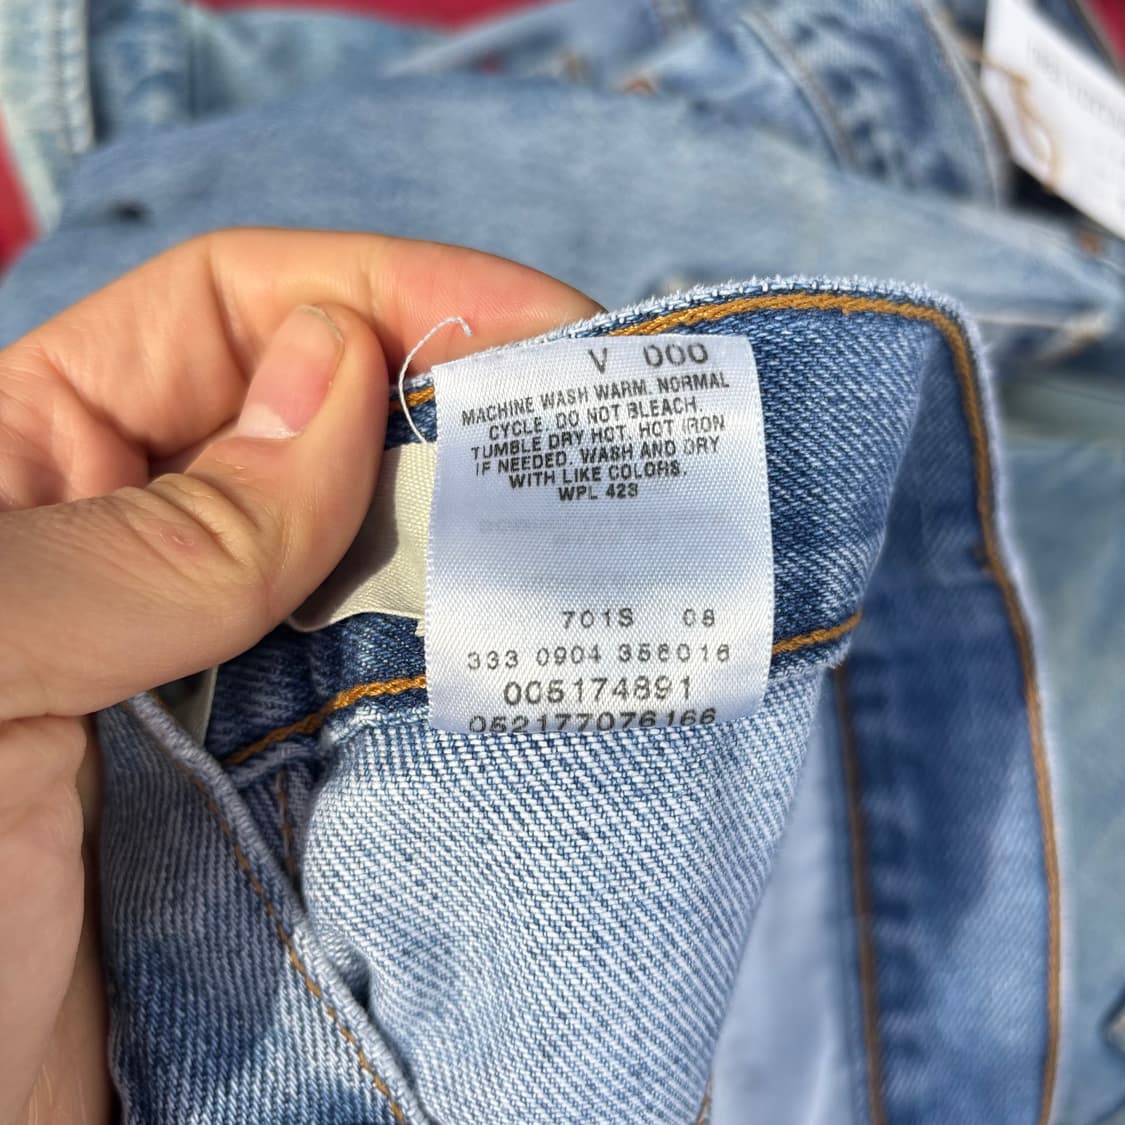 V 000
MACHINE WASH WARM, NORMAL
CYCLE. DO NOT BLEACH.
TUMBLE DRY HOT, HOT IRON
IF NEEDED. WASH AND DRY
WITH LIKE COLORS.
WPL 423
701S 08
333 0904 356016
005174891
052177076166